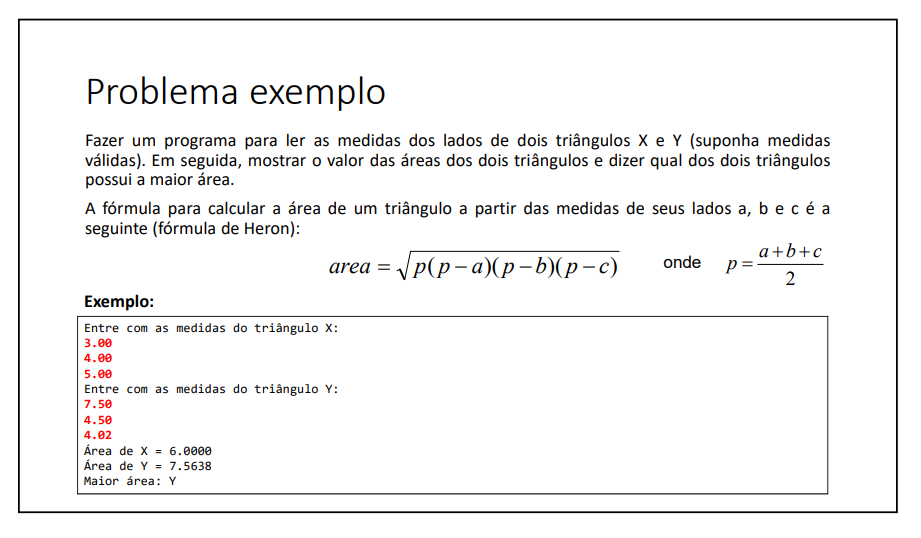 Problema exemplo
Fazer um programa para ler as medidas dos lados de dois triângulos X e Y (suponha medidas
válidas). Em seguida, mostrar o valor das áreas dos dois triângulos e dizer qual dos dois triângulos
possui a maior área.
A fórmula para calcular a área de um triângulo a partir das medidas de seus lados a, b e c é a
seguinte (fórmula de Heron):
area = √p(p−a)(p−b)(p−c) onde p = a+b+c / 2
Exemplo:
Entre com as medidas do triângulo X:
3.00
4.00
5.00
Entre com as medidas do triângulo Y:
7.50
4.50
4.02
Área de X = 6.0000
Área de Y = 7.5638
Maior área: Y